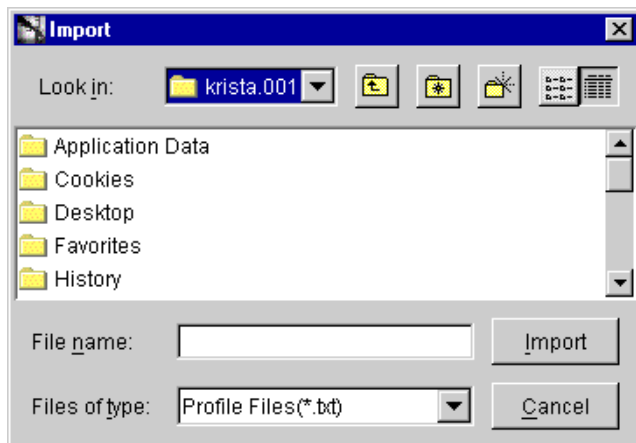 Import
Look in: krista.001
Application Data
Cookies
Desktop
Favorites
History
File name: Import
Files of type: Profile Files(*.txt) Cancel